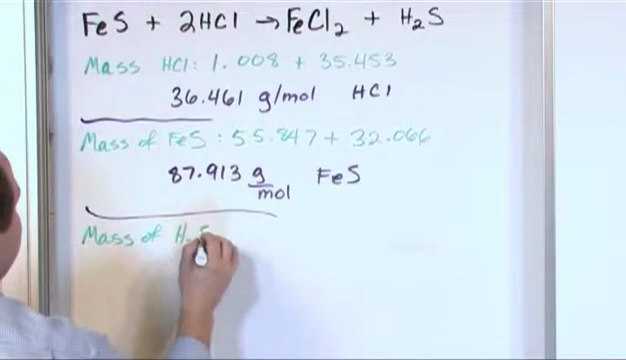 FeS + 2HCl → FeCl₂ + H₂S
Mass HCl: 1.008 + 35.453
36.461 g/mol HCl
Mass of FeS: 55.847 + 32.066
87.913 g/mol FeS
Mass of H₂S